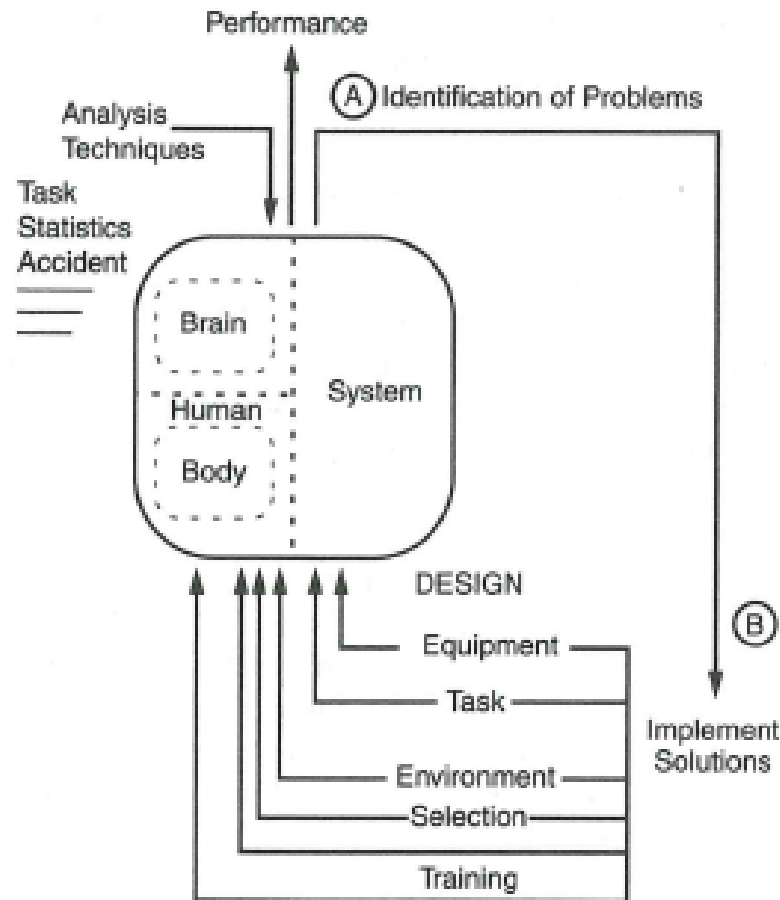 Performance
(A) Identification of Problems
Analysis
Techniques
Task
Statistics
Accident
Brain
Human
Body
System
DESIGN
(B)
Equipment
Task
Implement
Solutions
Environment
Selection
Training